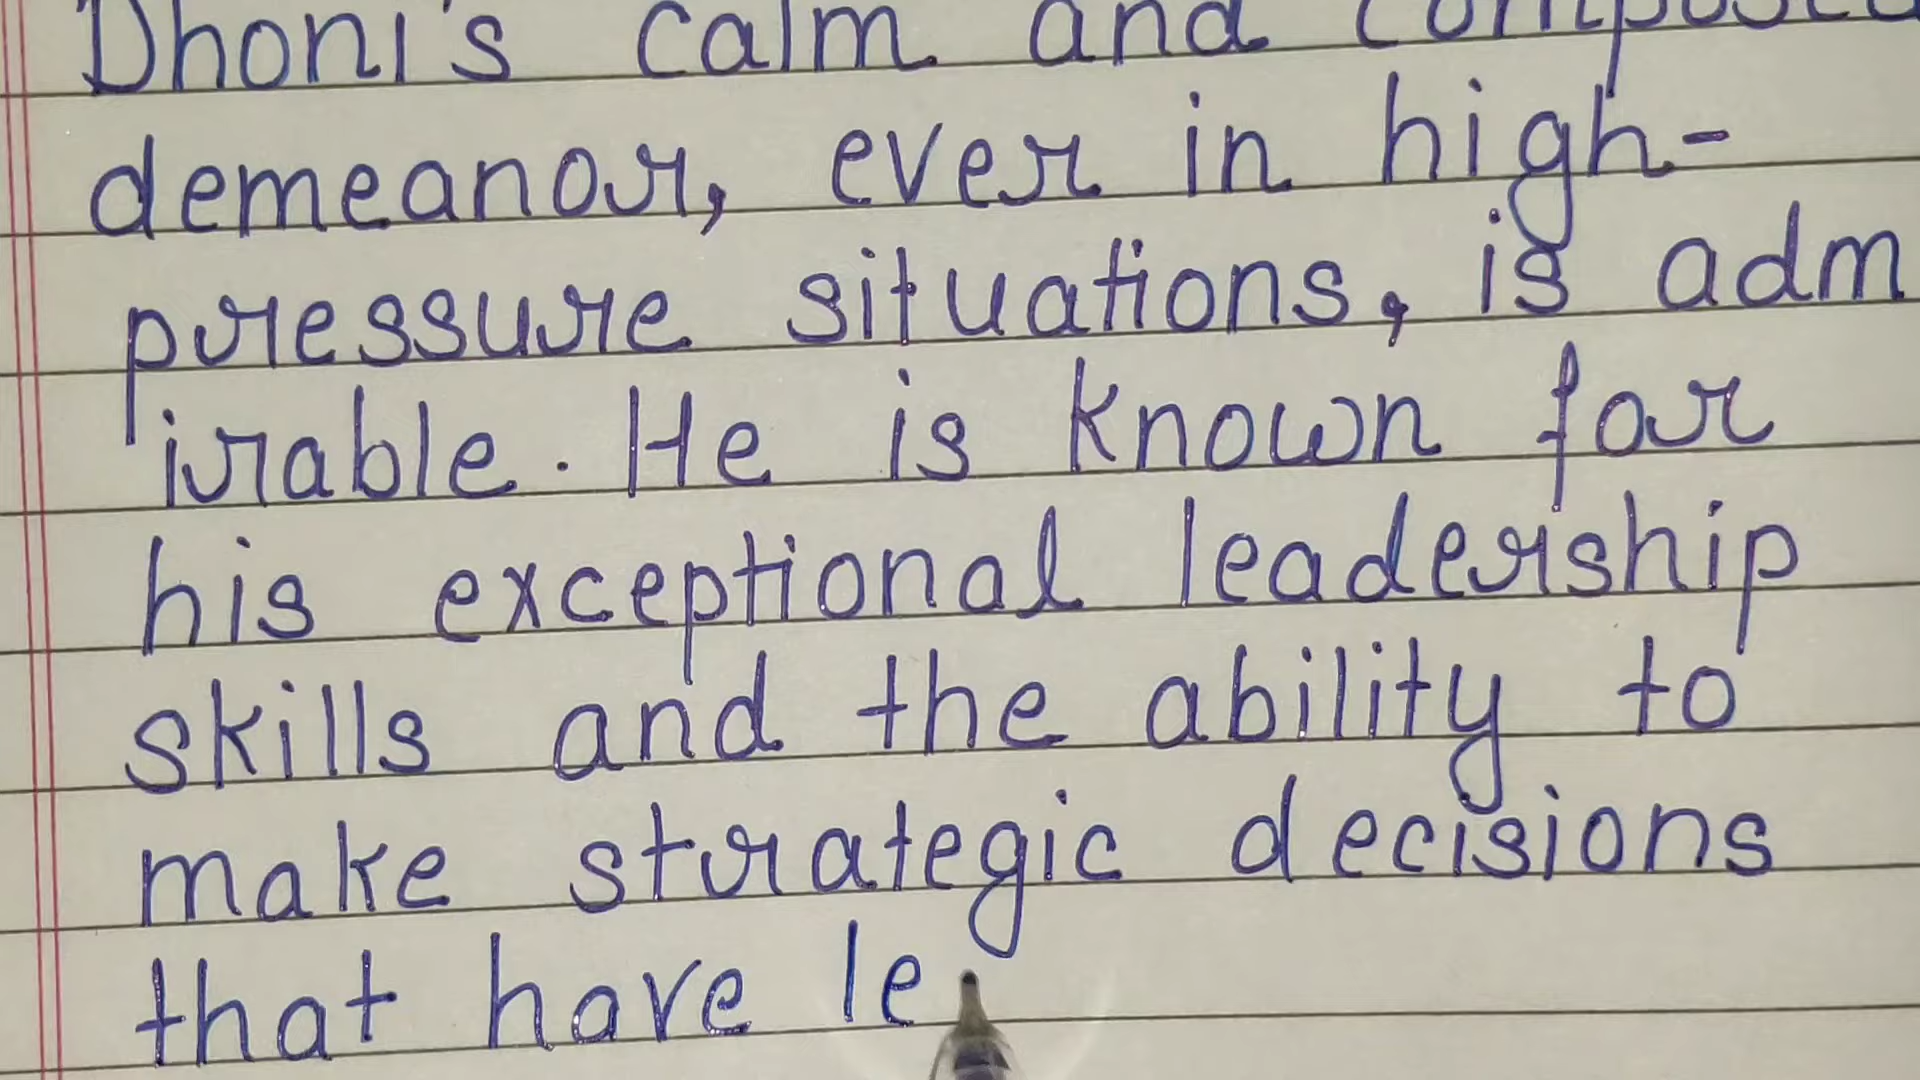 Dhoni's calm and composed
demeanor, ever in high-
pressure situations, is adm
irable. He is known for
his exceptional leadership
skills and the ability to
make strategic decisions
that have le